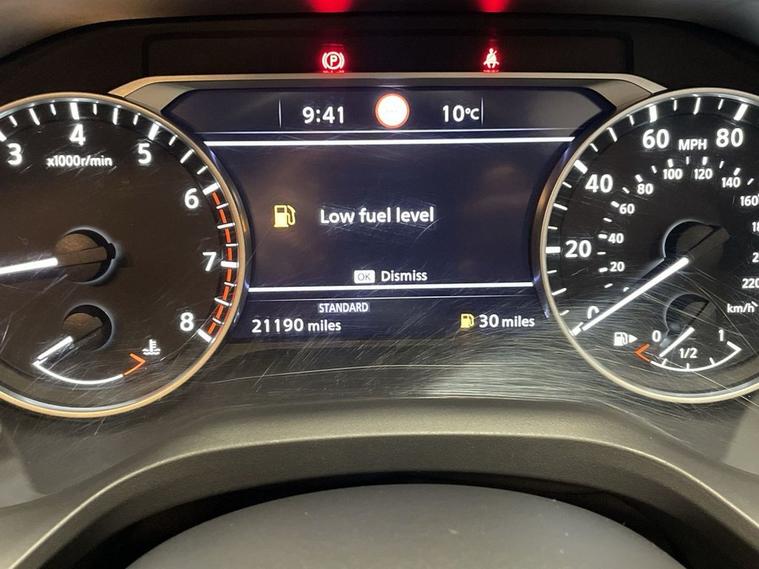 P
9:41
10°C
3
4
5
6
7
8
x1000r/min
Low fuel level
OK Dismiss
STANDARD
21190 miles
30 miles
0
20
40
60
80
MPH
20
40
60
80
100
120
140
160
220
km/h
0
1/2
1